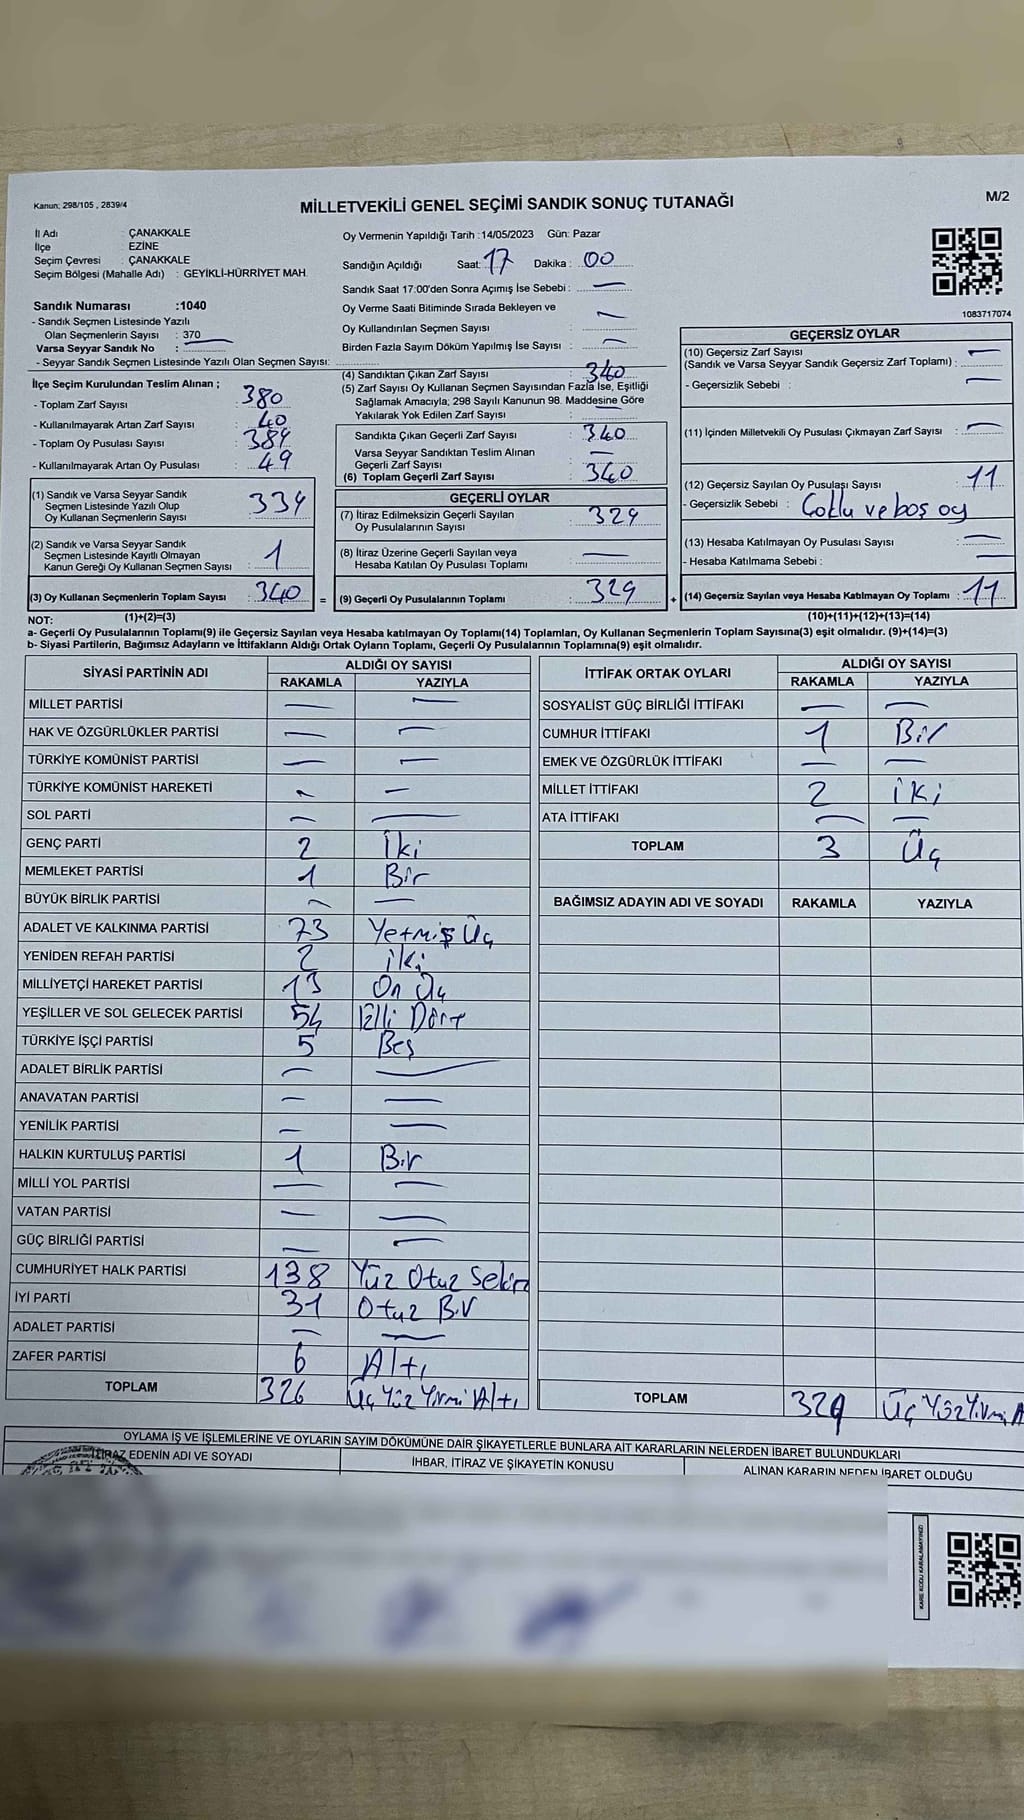 Kanun: 298/105 , 2839/4
MİLLETVEKİLİ GENEL SEÇİMİ SANDIK SONUÇ TUTANAĞI
M/2
İl Adı : ÇANAKKALE
İlçe : EZİNE
Seçim Çevresi : ÇANAKKALE
Seçim Bölgesi (Mahalle Adı) : GEYİKLİ-HÜRRİYET MAH.
Sandık Numarası :1040
- Sandık Seçmen Listesinde Yazılı
Olan Seçmenlerin Sayısı : 370
Varsa Seyyar Sandık No :
- Seyyar Sandık Seçmen Listesinde Yazılı Olan Seçmen Sayısı:
Oy Vermenin Yapıldığı Tarih :14/05/2023 Gün: Pazar
Sandığın Açıldığı Saat: 17 Dakika : 00
Sandık Saat 17:00'den Sonra Açımış İse Sebebi : —
Oy Verme Saati Bitiminde Sırada Bekleyen ve
Oy Kullandırılan Seçmen Sayısı : —
Birden Fazla Sayım Döküm Yapılmış İse Sayısı : —
1083717074
İlçe Seçim Kurulundan Teslim Alınan ;
- Toplam Zarf Sayısı : 380
- Kullanılmayarak Artan Zarf Sayısı : 40
- Toplam Oy Pusulası Sayısı : 389
- Kullanılmayarak Artan Oy Pusulası : 49
(1) Sandık ve Varsa Seyyar Sandık
Seçmen Listesinde Yazılı Olup
Oy Kullanan Seçmenlerin Sayısı : 339
(2) Sandık ve Varsa Seyyar Sandık
Seçmen Listesinde Kayıtlı Olmayan
Kanun Gereği Oy Kullanan Seçmen Sayısı : 1
(3) Oy Kullanan Seçmenlerin Toplam Sayısı : 340 =
(4) Sandıktan Çıkan Zarf Sayısı : 340
(5) Zarf Sayısı Oy Kullanan Seçmen Sayısından Fazla İse, Eşitliği
Sağlamak Amacıyla; 298 Sayılı Kanunun 98. Maddesine Göre
Yakılarak Yok Edilen Zarf Sayısı : —
Sandıkta Çıkan Geçerli Zarf Sayısı : 340
Varsa Seyyar Sandıktan Teslim Alınan
Geçerli Zarf Sayısı : —
(6) Toplam Geçerli Zarf Sayısı : 340
GEÇERLİ OYLAR
(7) İtiraz Edilmeksizin Geçerli Sayılan
Oy Pusulalarının Sayısı : 329
(8) İtiraz Üzerine Geçerli Sayılan veya
Hesaba Katılan Oy Pusulası Toplamı : —
(9) Geçerli Oy Pusulalarının Toplamı : 329 +
GEÇERSİZ OYLAR
(10) Geçersiz Zarf Sayısı
(Sandık ve Varsa Seyyar Sandık Geçersiz Zarf Toplamı) : —
- Geçersizlik Sebebi : —
(11) İçinden Milletvekili Oy Pusulası Çıkmayan Zarf Sayısı : —
(12) Geçersiz Sayılan Oy Pusulaşı Sayısı : 11
- Geçersizlik Sebebi : Çoklu ve boş oy
(13) Hesaba Katılmayan Oy Pusulası Sayısı : —
- Hesaba Katılmama Sebebi : —
(14) Geçersiz Sayılan veya Hesaba Katılmayan Oy Toplamı : 11
NOT: (1)+(2)=(3) (10)+(11)+(12)+(13)=(14)
a- Geçerli Oy Pusulalarının Toplamı(9) ile Geçersiz Sayılan veya Hesaba katılmayan Oy Toplamı(14) Toplamları, Oy Kullanan Seçmenlerin Toplam Sayısına(3) eşit olmalıdır. (9)+(14)=(3)
b- Siyasi Partilerin, Bağımsız Adayların ve İttifakların Aldığı Ortak Oyların Toplamı, Geçerli Oy Pusulalarının Toplamına(9) eşit olmalıdır.
SİYASİ PARTİNİN ADI ALDIĞI OY SAYISI
RAKAMLA YAZIYLA
MİLLET PARTİSİ — —
HAK VE ÖZGÜRLÜKLER PARTİSİ — —
TÜRKİYE KOMÜNİST PARTİSİ — —
TÜRKİYE KOMÜNİST HAREKETİ — —
SOL PARTİ — —
GENÇ PARTİ 2 İki
MEMLEKET PARTİSİ 1 Bir
BÜYÜK BİRLİK PARTİSİ — —
ADALET VE KALKINMA PARTİSİ 73 Yetmiş Üç
YENİDEN REFAH PARTİSİ 2 iki
MİLLİYETÇİ HAREKET PARTİSİ 13 On Üç
YEŞİLLER VE SOL GELECEK PARTİSİ 54 Elli Dört
TÜRKİYE İŞÇİ PARTİSİ 5 Beş
ADALET BİRLİK PARTİSİ — —
ANAVATAN PARTİSİ — —
YENİLİK PARTİSİ — —
HALKIN KURTULUŞ PARTİSİ 1 Bir
MİLLİ YOL PARTİSİ — —
VATAN PARTİSİ — —
GÜÇ BİRLİĞİ PARTİSİ — —
CUMHURİYET HALK PARTİSİ 138 Yüz Otuz Sekiz
İYİ PARTİ 31 Otuz Bir
ADALET PARTİSİ — —
ZAFER PARTİSİ 6 Altı
TOPLAM 326 Üç Yüz Yirmi Altı
İTTİFAK ORTAK OYLARI ALDIĞI OY SAYISI
RAKAMLA YAZIYLA
SOSYALİST GÜÇ BİRLİĞİ İTTİFAKI — —
CUMHUR İTTİFAKI 1 Bir
EMEK VE ÖZGÜRLÜK İTTİFAKI — —
MİLLET İTTİFAKI 2 iki
ATA İTTİFAKI — —
TOPLAM 3 Üç
BAĞIMSIZ ADAYIN ADI VE SOYADI RAKAMLA YAZIYLA
TOPLAM 329 Üç Yüz Yirmi
OYLAMA İŞ VE İŞLEMLERİNE VE OYLARIN SAYIM DÖKÜMÜNE DAİR ŞİKAYETLERLE BUNLARA AİT KARARLARIN NELERDEN İBARET BULUNDUKLARI
İTİRAZ EDENİN ADI VE SOYADI İHBAR, İTİRAZ VE ŞİKAYETİN KONUSU ALINAN KARARIN NEDEN İBARET OLDUĞU
KARE KODU KARALAMAYINIZ!